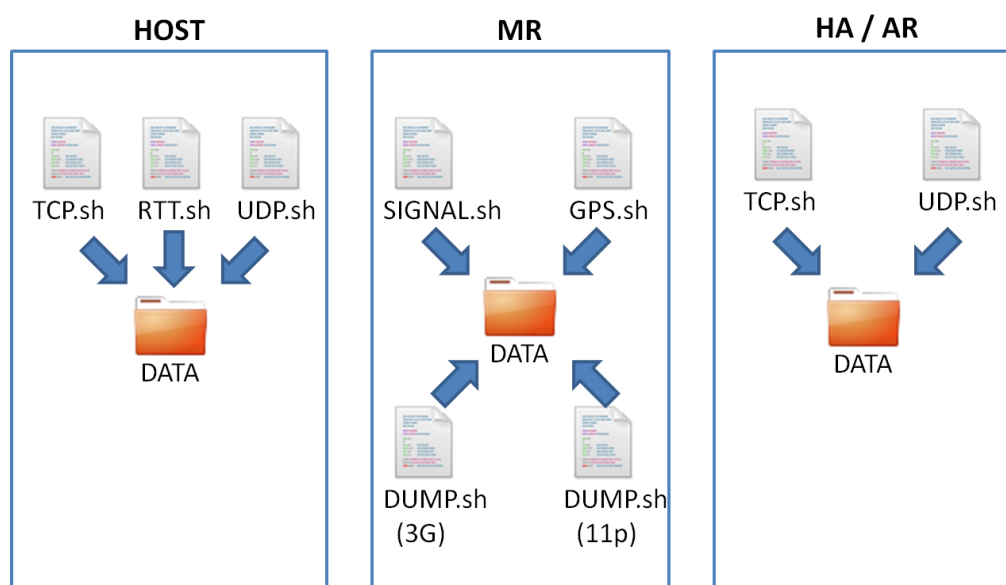 HOST
TCP.sh
RTT.sh
UDP.sh
DATA
MR
SIGNAL.sh
GPS.sh
DATA
DUMP.sh
(3G)
DUMP.sh
(11p)
HA / AR
TCP.sh
UDP.sh
DATA